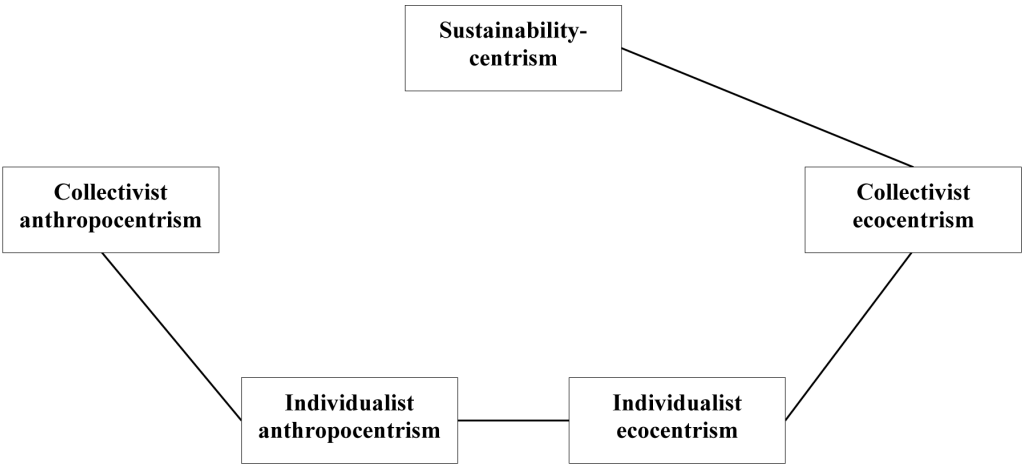 Sustainability-
centrism
Collectivist
anthropocentrism
Collectivist
ecocentrism
Individualist
anthropocentrism
Individualist
ecocentrism